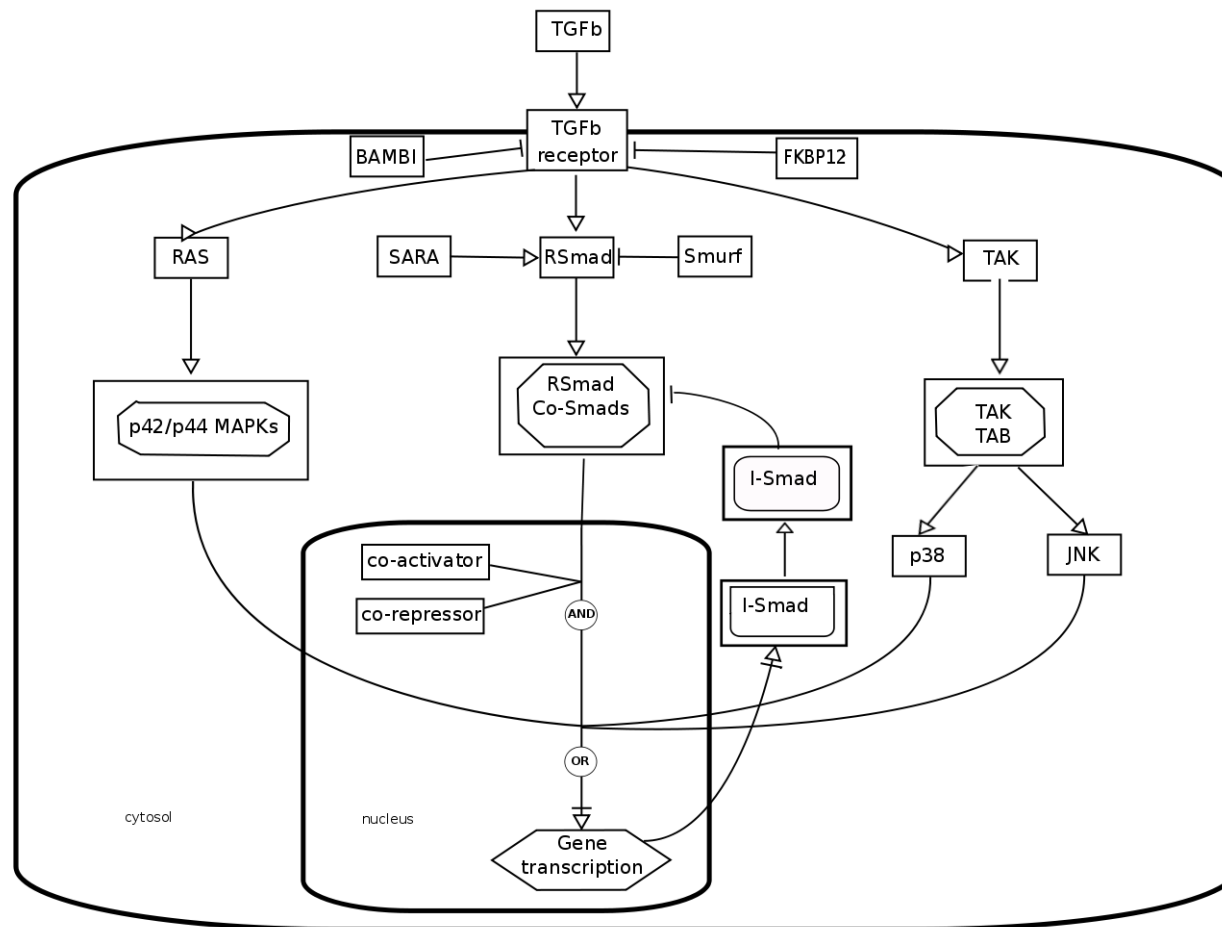 TGFb
TGFb
receptor
BAMBI
FKBP12
RAS
SARA
RSmad
Smurf
TAK
RSmad
Co-Smads
p42/p44 MAPKs
TAK
TAB
I-Smad
co-activator
p38
JNK
co-repressor
AND
I-Smad
OR
cytosol
nucleus
Gene
transcription